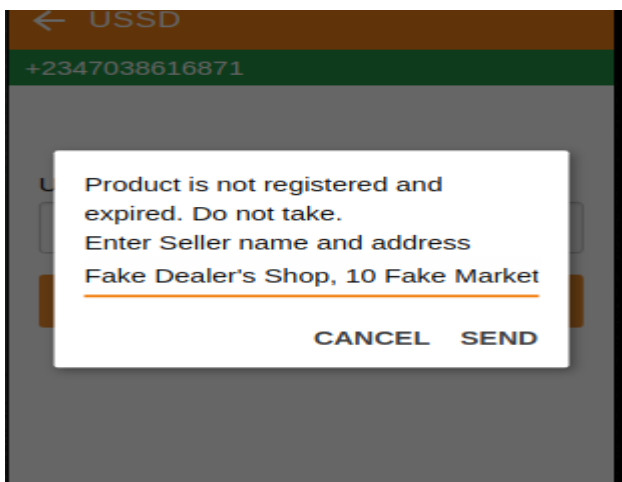 USSD
+2347038616871
U
Product is not registered and
expired. Do not take.
Enter Seller name and address
Fake Dealer's Shop, 10 Fake Market
CANCEL SEND